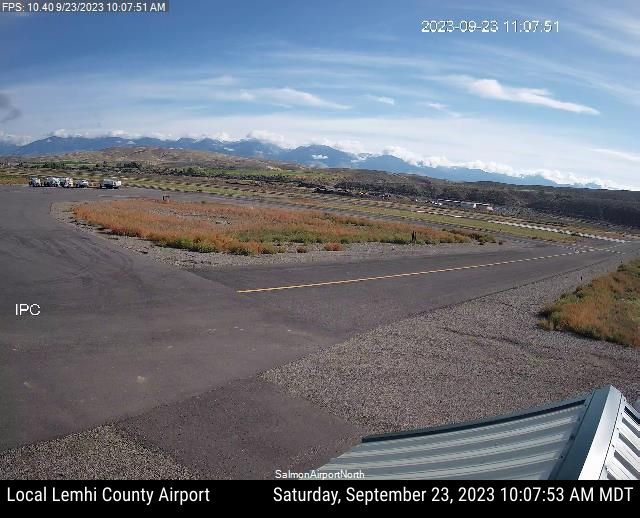 FPS: 10.40 9/23/2023 10:07:51 AM
2023-09-23 11:07:51
IPC
SalmonAirportNorth
Local Lemhi County Airport
Saturday, September 23, 2023 10:07:53 AM MDT